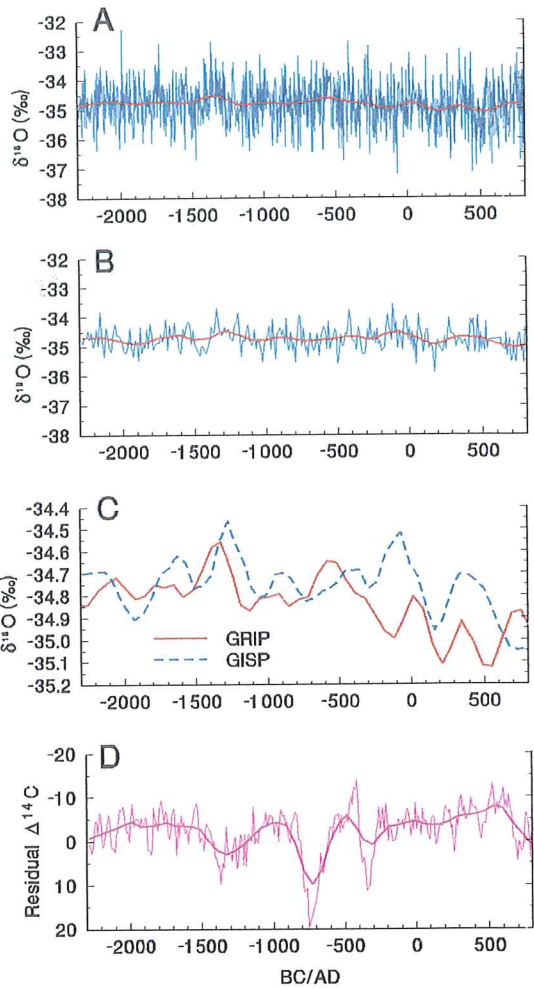 A
-32
-33
-34
-35
-36
-37
-38
δ¹⁸O (‰)
-2000 -1500 -1000 -500 0 500
B
-32
-33
-34
-35
-36
-37
-38
δ¹⁸O (‰)
-2000 -1500 -1000 -500 0 500
C
-34.4
-34.5
-34.6
-34.7
-34.8
-34.9
-35.0
-35.1
-35.2
δ¹⁸O (‰)
GRIP
GISP
-2000 -1500 -1000 -500 0 500
D
-20
-10
0
10
20
Residual Δ¹⁴C
-2000 -1500 -1000 -500 0 500
BC/AD